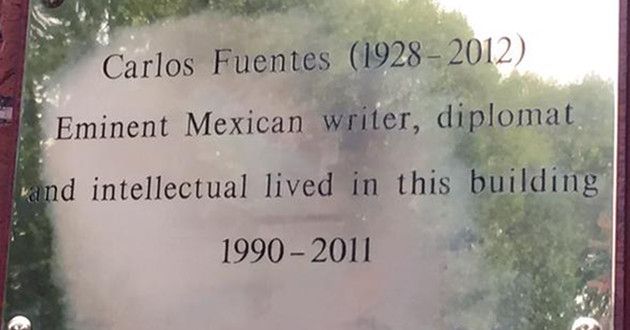 Carlos Fuentes (1928-2012)
Eminent Mexican writer, diplomat
and intellectual lived in this building
1990-2011